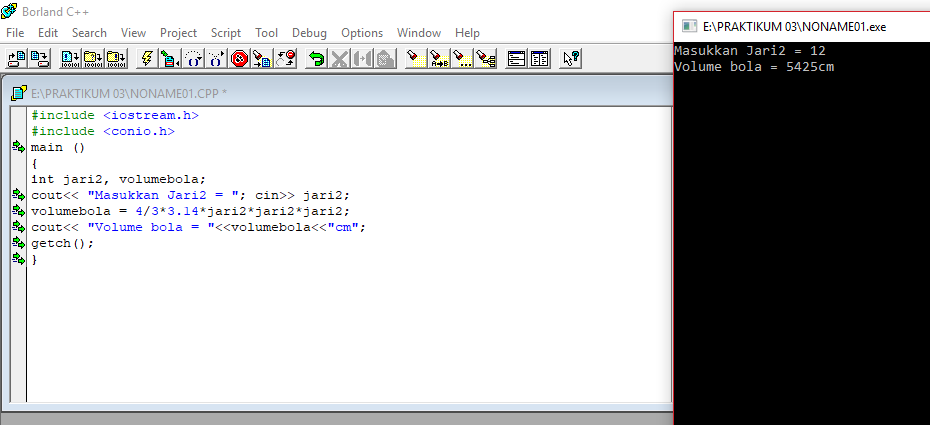 Borland C++
File Edit Search View Project Script Tool Debug Options Window Help
E:\PRAKTIKUM 03\NONAME01.CPP *
#include <iostream.h>
#include <conio.h>
main ()
{
int jari2, volumebola;
cout<< "Masukkan Jari2 = "; cin>> jari2;
volumebola = 4/3*3.14*jari2*jari2*jari2;
cout<< "Volume bola = "<<volumebola<<"cm";
getch();
}
E:\PRAKTIKUM 03\NONAME01.exe
Masukkan Jari2 = 12
Volume bola = 5425cm